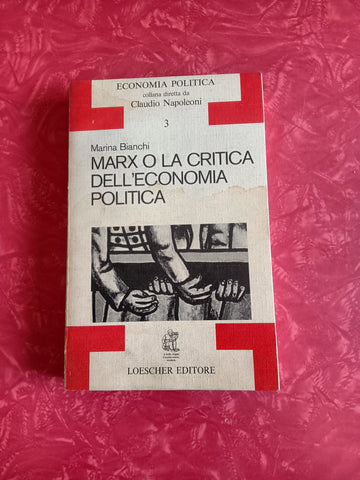 ECONOMIA POLITICA
collana diretta da
Claudio Napoleoni
3
Marina Bianchi
MARX O LA CRITICA
DELL'ECONOMIA
POLITICA
LOESCHER EDITORE